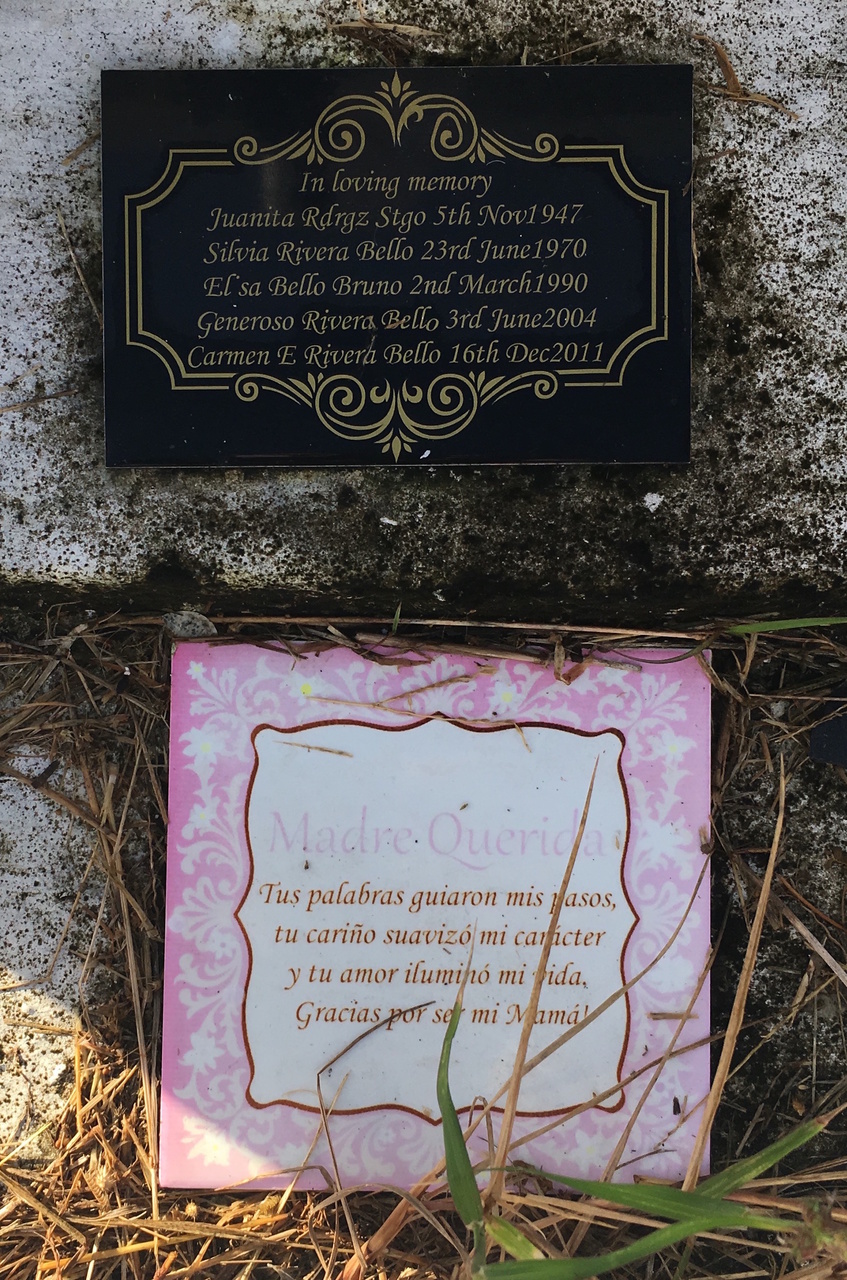 In loving memory
Juanita Rdrgz Stgo 5th Nov1947
Silvia Rivera Bello 23rd June1970
El'sa Bello Bruno 2nd March1990
Generoso Rivera Bello 3rd June2004
Carmen E Rivera Bello 16th Dec2011
Madre Querida
Tus palabras guiaron mis pasos,
tu cariño suavizó mi carácter
y tu amor iluminó mi vida,
Gracias por ser mi Mamá!